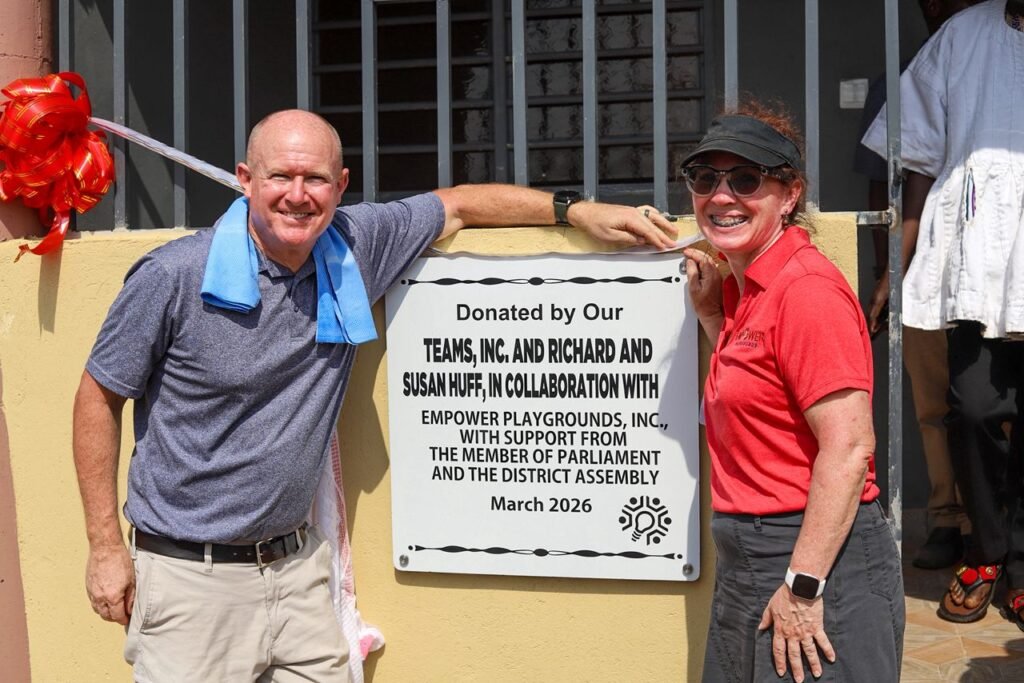 Donated by Our
TEAMS, INC. AND RICHARD AND
SUSAN HUFF, IN COLLABORATION WITH
EMPOWER PLAYGROUNDS, INC.,
WITH SUPPORT FROM
THE MEMBER OF PARLIAMENT
AND THE DISTRICT ASSEMBLY
March 2026